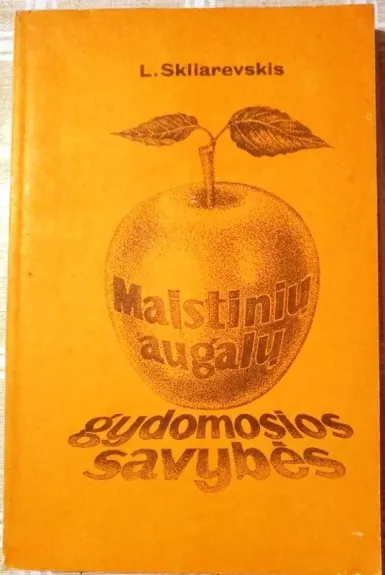 L. Skliarevskis
Maistinių
augalų
gydomosios
savybės